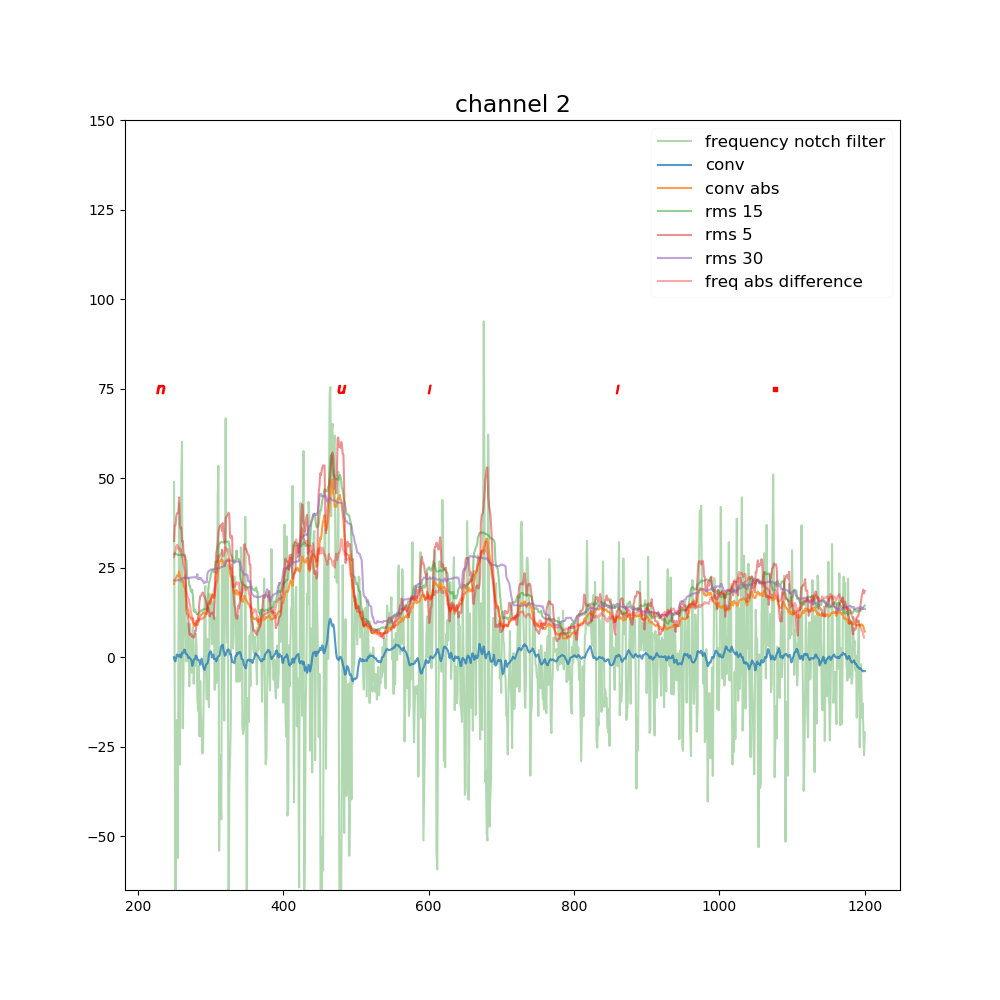 channel 2
150
frequency notch filter
conv
125
conv abs
rms 15
rms 5
rms 30
freq abs difference
100
75
n u l l .
50
25
0
−25
−50
200 400 600 800 1000 1200